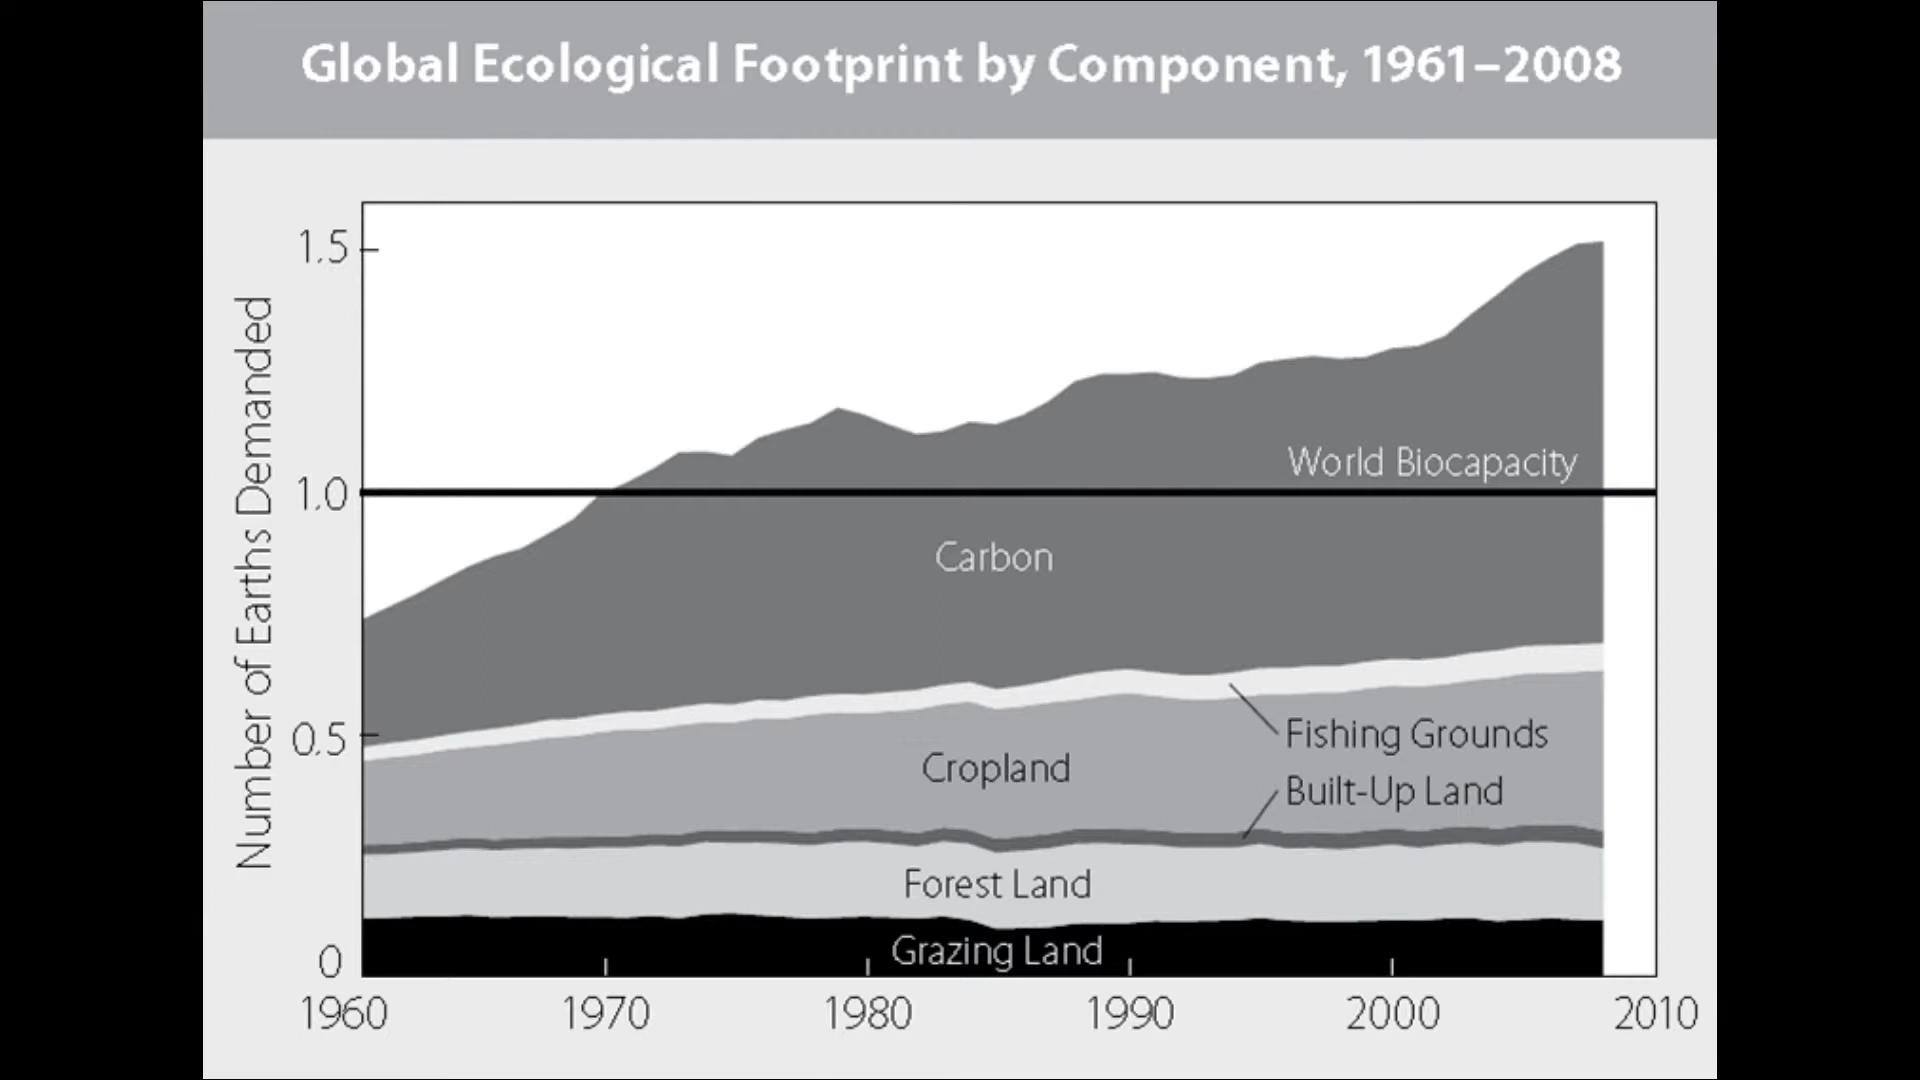 Global Ecological Footprint by Component, 1961–2008
Number of Earths Demanded
1.5
1.0
0.5
0
World Biocapacity
Carbon
Fishing Grounds
Cropland
Built-Up Land
Forest Land
Grazing Land
1960 1970 1980 1990 2000 2010